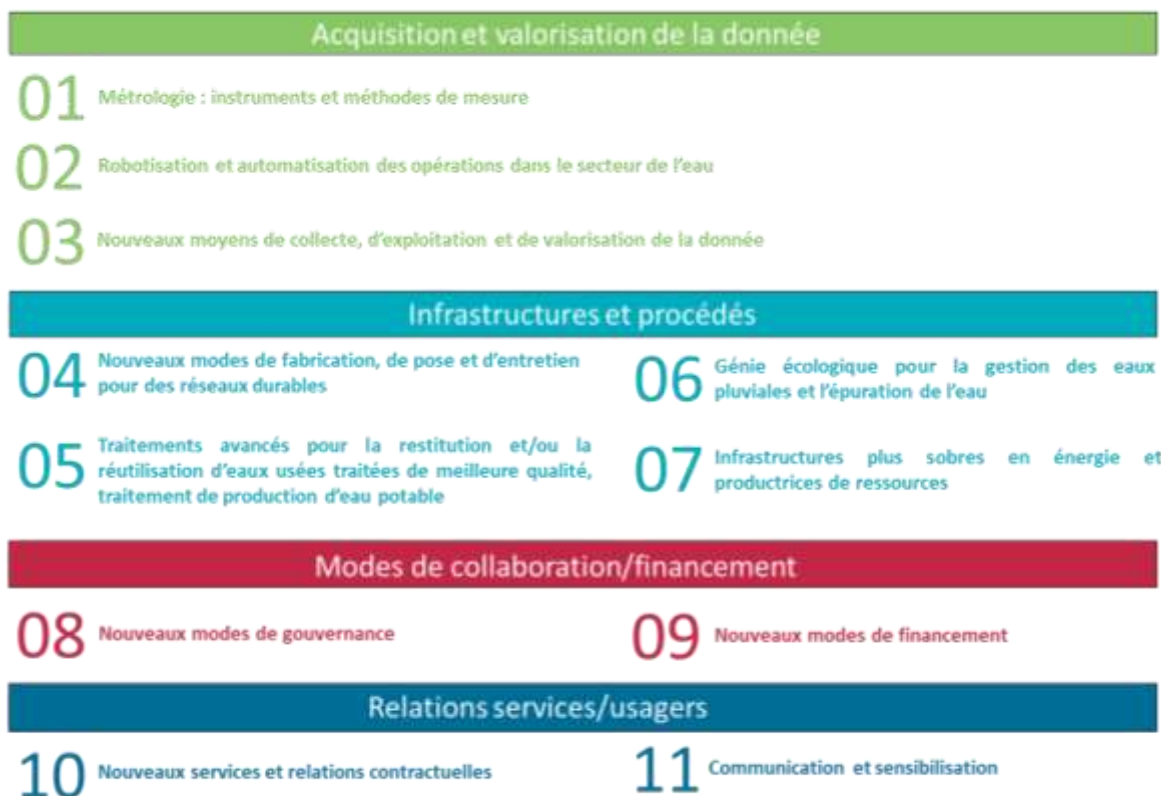 Acquisition et valorisation de la donnée
01 Métrologie : instruments et méthodes de mesure
02 Robotisation et automatisation des opérations dans le secteur de l'eau
03 Nouveaux moyens de collecte, d'exploitation et de valorisation de la donnée
Infrastructures et procédés
04 Nouveaux modes de fabrication, de pose et d'entretien
pour des réseaux durables
05 Traitements avancés pour la restitution et/ou la
réutilisation d'eaux usées traitées de meilleure qualité,
traitement de production d'eau potable
06 Génie écologique pour la gestion des eaux
pluviales et l'épuration de l'eau
07 Infrastructures plus sobres en énergie et
productrices de ressources
Modes de collaboration/financement
08 Nouveaux modes de gouvernance
09 Nouveaux modes de financement
Relations services/usagers
10 Nouveaux services et relations contractuelles
11 Communication et sensibilisation